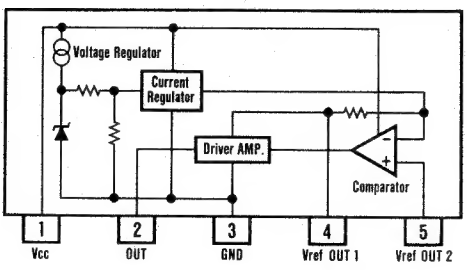 Voltage Regulator
Current
Regulator
Driver AMP.
−
+
Comparator
1
2
3
4
5
Vcc
OUT
GND
Vref OUT 1
Vref OUT 2